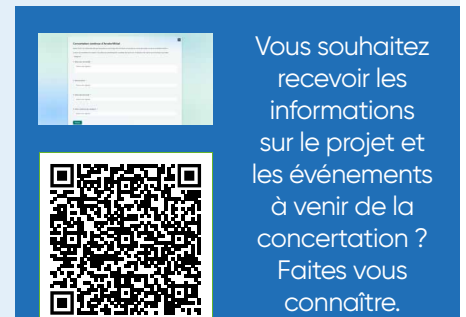 Vous souhaitez
recevoir les
informations
sur le projet et
les événements
à venir de la
concertation ?
Faites vous
connaître.